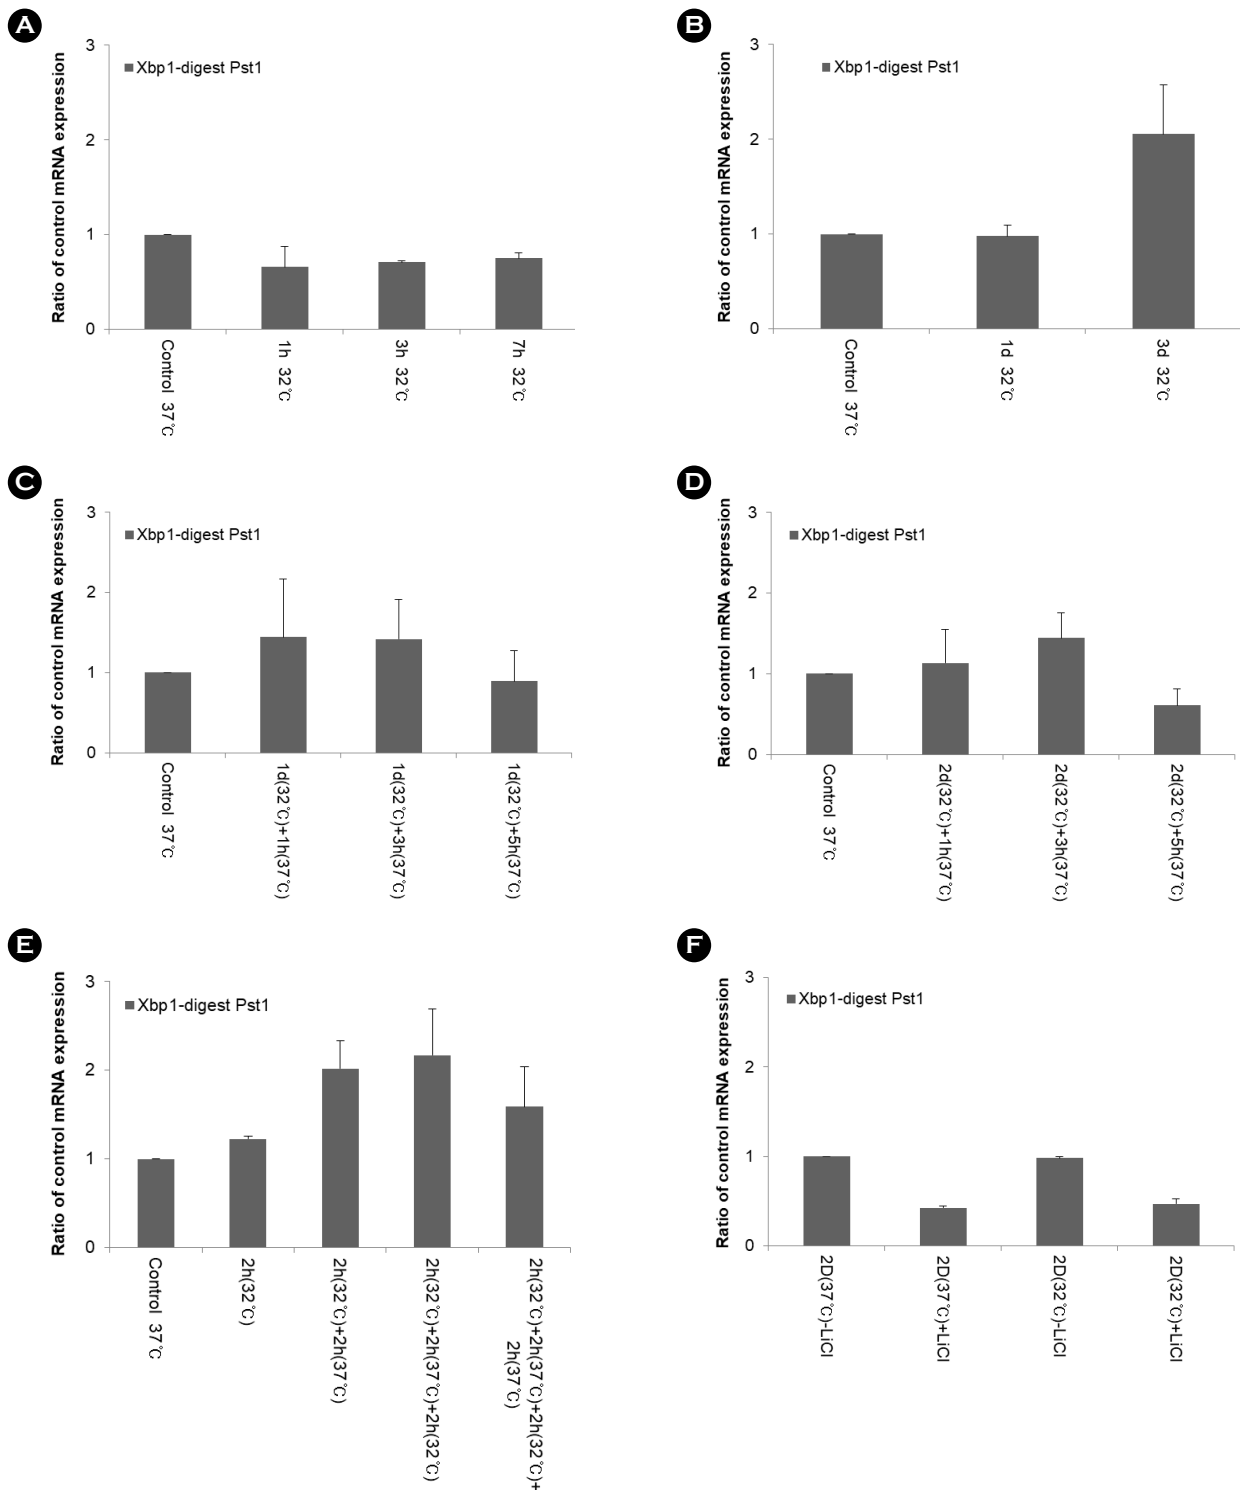 A
Ratio of control mRNA expression
3
2
1
0
Xbp1-digest Pst1
Control 37℃
1h 32℃
3h 32℃
7h 32℃
B
Ratio of control mRNA expression
3
2
1
0
Xbp1-digest Pst1
Control 37℃
1d 32℃
3d 32℃
C
Ratio of control mRNA expression
3
2
1
0
Xbp1-digest Pst1
Control 37℃
1d(32℃)+1h(37℃)
1d(32℃)+3h(37℃)
1d(32℃)+5h(37℃)
D
Ratio of control mRNA expression
3
2
1
0
Xbp1-digest Pst1
Control 37℃
2d(32℃)+1h(37℃)
2d(32℃)+3h(37℃)
2d(32℃)+5h(37℃)
E
Ratio of control mRNA expression
3
2
1
0
Xbp1-digest Pst1
Control 37℃
2h(32℃)
2h(32℃)+2h(37℃)
2h(32℃)+2h(37℃)+2h(32℃)
2h(32℃)+2h(37℃)+2h(32℃)+
2h(37℃)
F
Ratio of control mRNA expression
3
2
1
0
Xbp1-digest Pst1
2D(37℃)-LiCl
2D(37℃)+LiCl
2D(32℃)-LiCl
2D(32℃)+LiCl